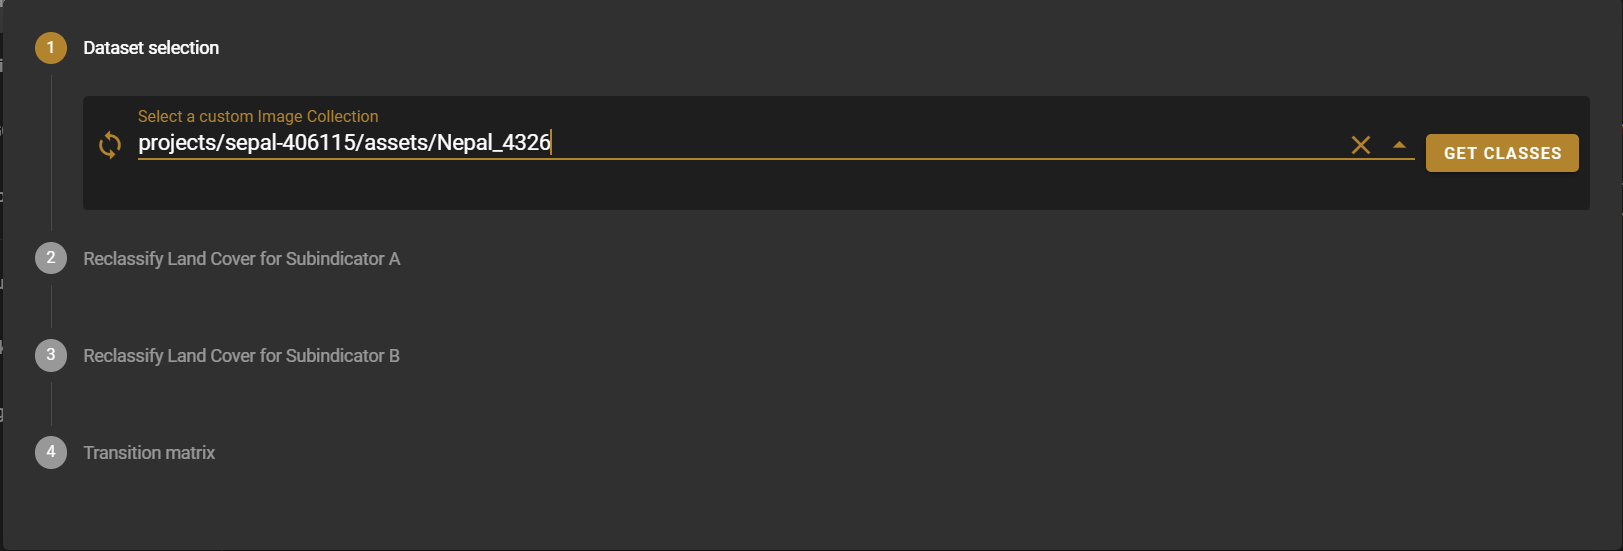 1 Dataset selection
Select a custom Image Collection
projects/sepal-406115/assets/Nepal_4326
GET CLASSES
2 Reclassify Land Cover for Subindicator A
3 Reclassify Land Cover for Subindicator B
4 Transition matrix